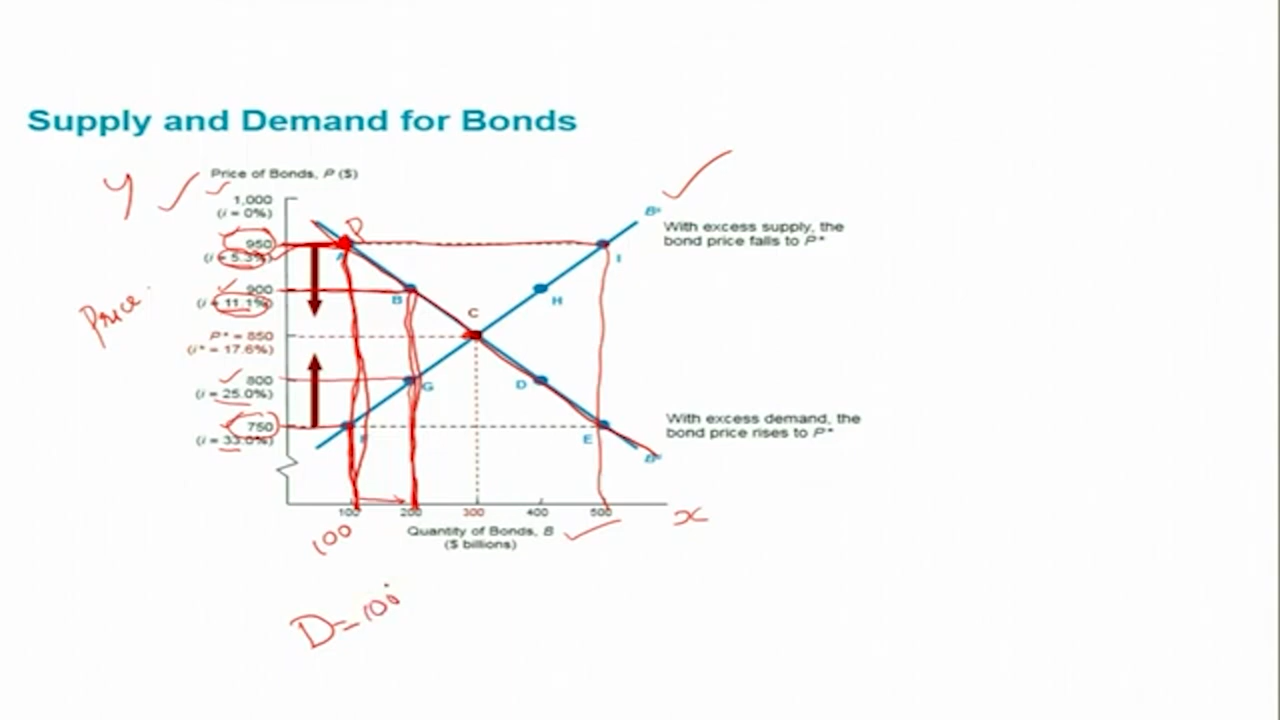 Supply and Demand for Bonds
Price of Bonds, P ($)
Y
1,000
(i = 0%)
950
(i = 5.3%)
900
(i = 11.1%)
P* = 850
(i* = 17.6%)
800
(i = 25.0%)
750
(i = 33.0%)
Price.
P
A
B
C
D
E
F
G
H
I
Bˢ
Bᵈ
With excess supply, the
bond price falls to P*
With excess demand, the
bond price rises to P*
100 200 300 400 500
x
Quantity of Bonds, B
($ billions)
100
D=100